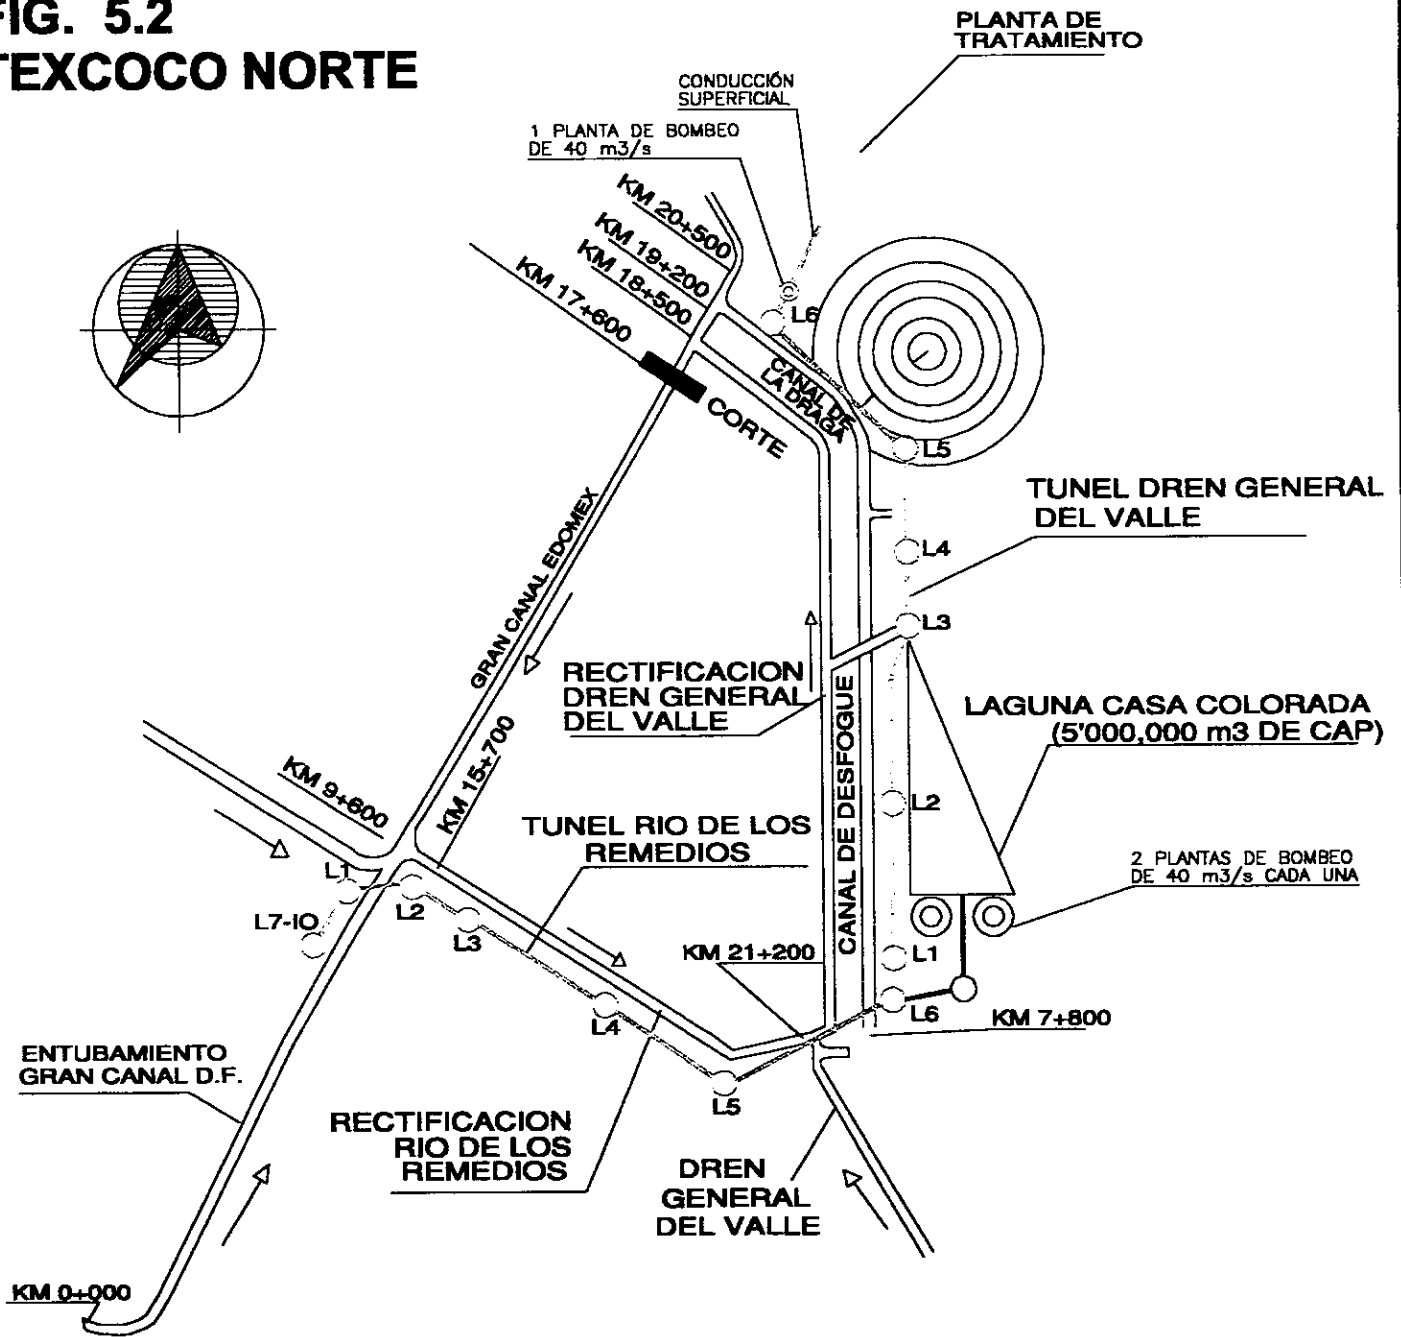 FIG. 5.2
TEXCOCO NORTE
PLANTA DE
TRATAMIENTO
CONDUCCIÓN
SUPERFICIAL
1 PLANTA DE BOMBEO
DE 40 m3/s
KM 20+500
KM 19+200
KM 18+500
KM 17+600
L6
CANAL DE
LA DRAGA
CORTE
L5
TUNEL DREN GENERAL
DEL VALLE
L4
L3
GRAN CANAL EDOMEX
RECTIFICACION
DREN GENERAL
DEL VALLE
CANAL DE DESFOGUE
LAGUNA CASA COLORADA
(5'000,000 m3 DE CAP)
KM 9+600
KM 15+700
TUNEL RIO DE LOS
REMEDIOS
L2
2 PLANTAS DE BOMBEO
DE 40 m3/s CADA UNA
L1
L2
L7-IO
L3
KM 21+200
L1
L6
KM 7+800
L4
L5
ENTUBAMIENTO
GRAN CANAL D.F.
RECTIFICACION
RIO DE LOS
REMEDIOS
DREN
GENERAL
DEL VALLE
KM 0+000